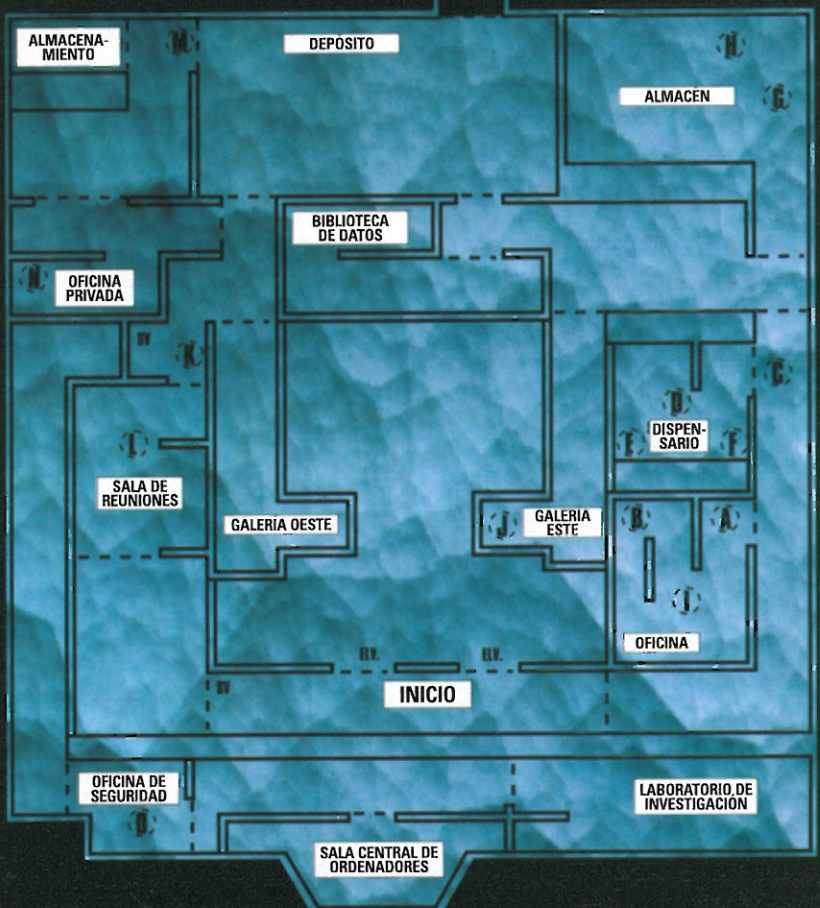 ALMACENA-
MIENTO
M
DEPÓSITO
H
ALMACÉN
G
BIBLIOTECA
DE DATOS
N
OFICINA
PRIVADA
SV
K
C
D
E
DISPEN-
SARIO
F
L
SALA DE
REUNIONES
GALERIA OESTE
J
GALERIA
ESTE
B
A
I
OFICINA
ELV.
ELV.
SV
INICIO
OFICINA DE
SEGURIDAD
LABORATORIO DE
INVESTIGACIÓN
SALA CENTRAL DE
ORDENADORES